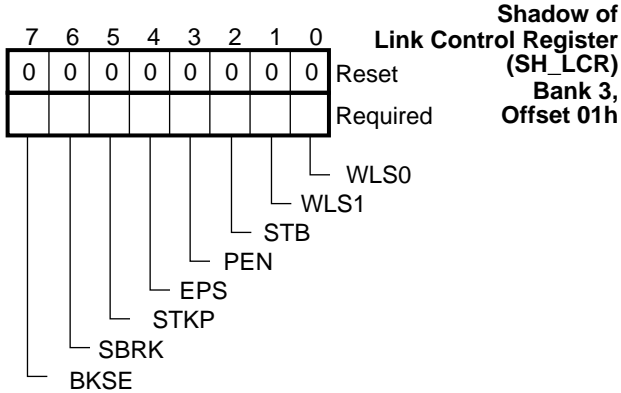 Shadow of
Link Control Register
(SH_LCR)
Bank 3,
Offset 01h
7 6 5 4 3 2 1 0
0 0 0 0 0 0 0 0 Reset
Required
WLS0
WLS1
STB
PEN
EPS
STKP
SBRK
BKSE